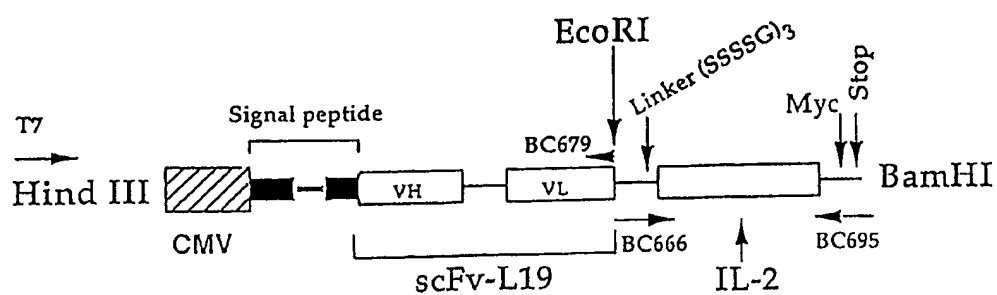 EcoRI
Linker (SSSSG)3
Stop
Myc
Signal peptide
T7
BC679
Hind III
VH
VL
BamHI
CMV
BC666
BC695
scFv-L19
IL-2